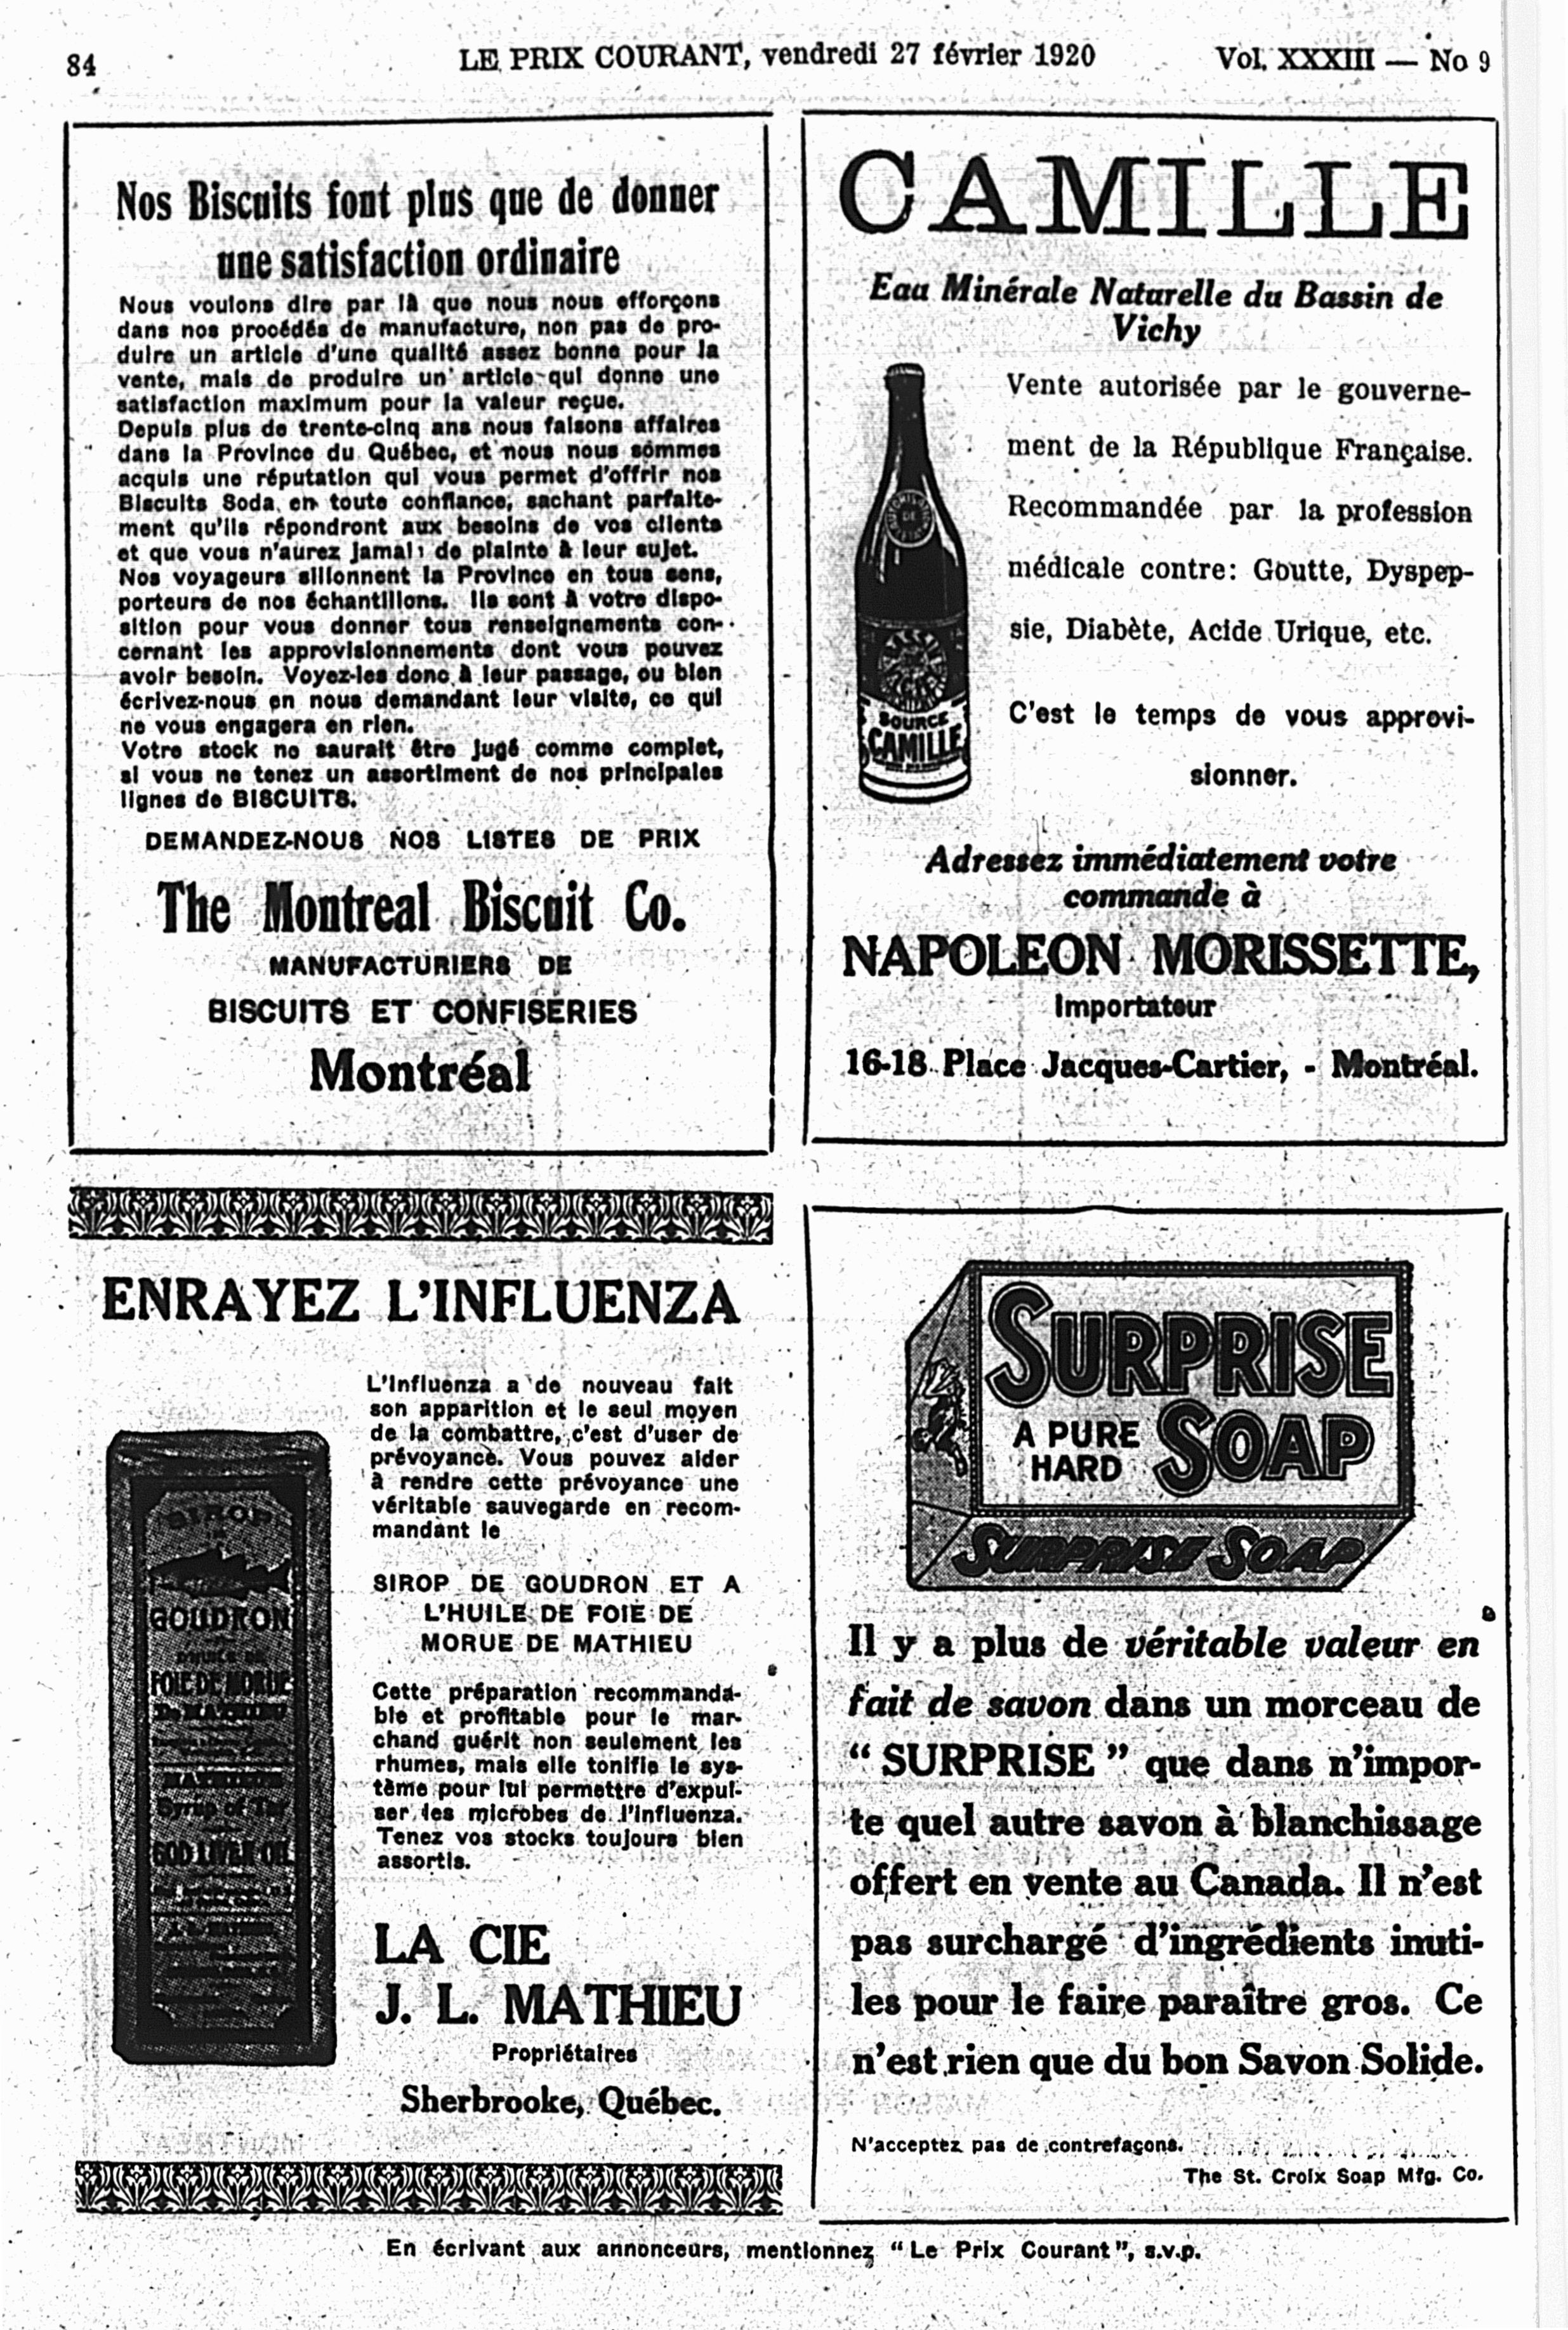 84
LE PRIX COURANT, vendredi 27 février 1920
Vol. XXXIII — No 9
Nos Biscuits font plus que de donner
une satisfaction ordinaire
Nous voulons dire par là que nous nous efforçons
dans nos procédés de manufacture, non pas de pro-
duire un article d'une qualité assez bonne pour la
vente, mais de produire un article qui donne une
satisfaction maximum pour la valeur reçue.
Depuis plus de trente-cinq ans nous faisons affaires
dans la Province du Québec, et nous nous sommes
acquis une réputation qui vous permet d'offrir nos
Biscuits Soda en toute confiance, sachant parfaite-
ment qu'ils répondront aux besoins de vos clients
et que vous n'aurez jamais de plainte à leur sujet.
Nos voyageurs sillonnent la Province en tous sens,
porteurs de nos échantillons. Ils sont à votre dispo-
sition pour vous donner tous renseignements con-
cernant les approvisionnements dont vous pouvez
avoir besoin. Voyez-les donc à leur passage, ou bien
écrivez-nous en nous demandant leur visite, ce qui
ne vous engagera en rien.
Votre stock ne saurait être jugé comme complet,
si vous ne tenez un assortiment de nos principales
lignes de BISCUITS.
DEMANDEZ-NOUS NOS LISTES DE PRIX
The Montreal Biscuit Co.
MANUFACTURIERS DE
BISCUITS ET CONFISERIES
Montréal
CAMILLE
Eau Minérale Naturelle du Bassin de
Vichy
Vente autorisée par le gouverne-
ment de la République Française.
Recommandée par la profession
médicale contre: Goutte, Dyspep-
sie, Diabète, Acide Urique, etc.
C'est le temps de vous approvi-
sionner.
SOURCE
CAMILLE
Adressez immédiatement votre
commande à
NAPOLEON MORISSETTE,
Importateur
16-18 Place Jacques-Cartier, - Montréal.
ENRAYEZ L'INFLUENZA
L'Influenza a de nouveau fait
son apparition et le seul moyen
de la combattre, c'est d'user de
prévoyance. Vous pouvez aider
à rendre cette prévoyance une
véritable sauvegarde en recom-
mandant le
SIROP DE GOUDRON ET A
L'HUILE DE FOIE DE
MORUE DE MATHIEU
Cette préparation recommanda-
ble et profitable pour le mar-
chand guérit non seulement les
rhumes, mais elle tonifie le sys-
tème pour lui permettre d'expul-
ser les microbes de l'influenza.
Tenez vos stocks toujours bien
assortis.
LA CIE
J. L. MATHIEU
Propriétaires
Sherbrooke, Québec.
SIROP
GOUDRON
FOIE DE MORUE
De MATHIEU
MATHIEU'S
Syrup of Tar
COD LIVER OIL
SURPRISE
A PURE
HARD
SOAP
SURPRISE SOAP
Il y a plus de véritable valeur en
fait de savon dans un morceau de
“ SURPRISE ” que dans n'impor-
te quel autre savon à blanchissage
offert en vente au Canada. Il n'est
pas surchargé d'ingrédients inuti-
les pour le faire paraître gros. Ce
n'est rien que du bon Savon Solide.
N'acceptez pas de contrefaçons.
The St. Croix Soap Mfg. Co.
En écrivant aux annonceurs, mentionnez “Le Prix Courant”, s.v.p.